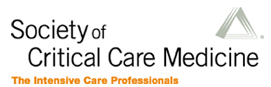 Society of
Critical Care Medicine
The Intensive Care Professionals